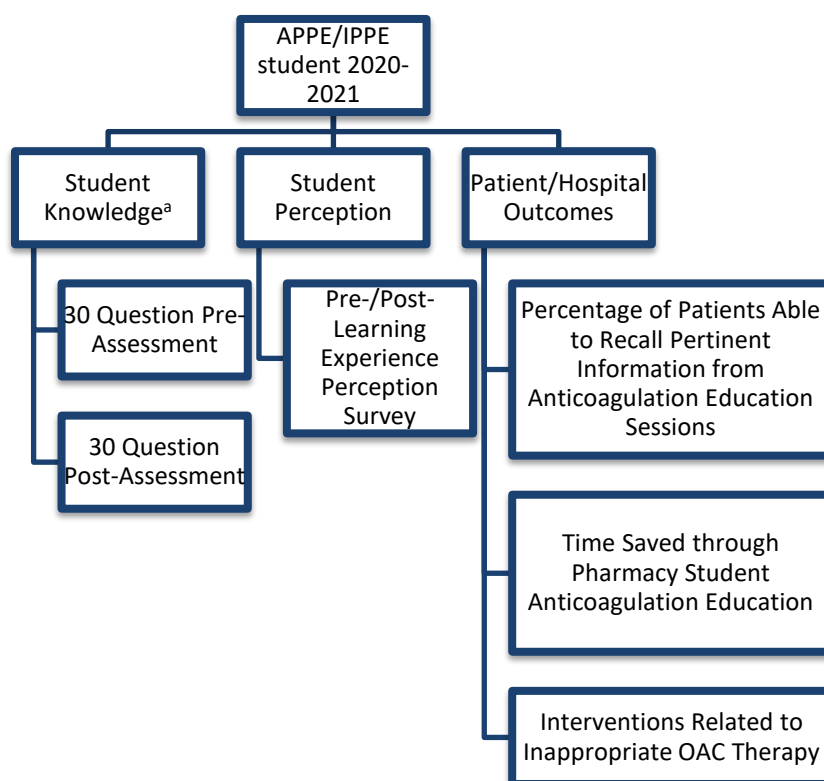 APPE/IPPE
student 2020-
2021
Student
Knowledgeᵃ
Student
Perception
Patient/Hospital
Outcomes
30 Question Pre-
Assessment
30 Question
Post-Assessment
Pre-/Post-
Learning
Experience
Perception
Survey
Percentage of Patients Able
to Recall Pertinent
Information from
Anticoagulation Education
Sessions
Time Saved through
Pharmacy Student
Anticoagulation Education
Interventions Related to
Inappropriate OAC Therapy